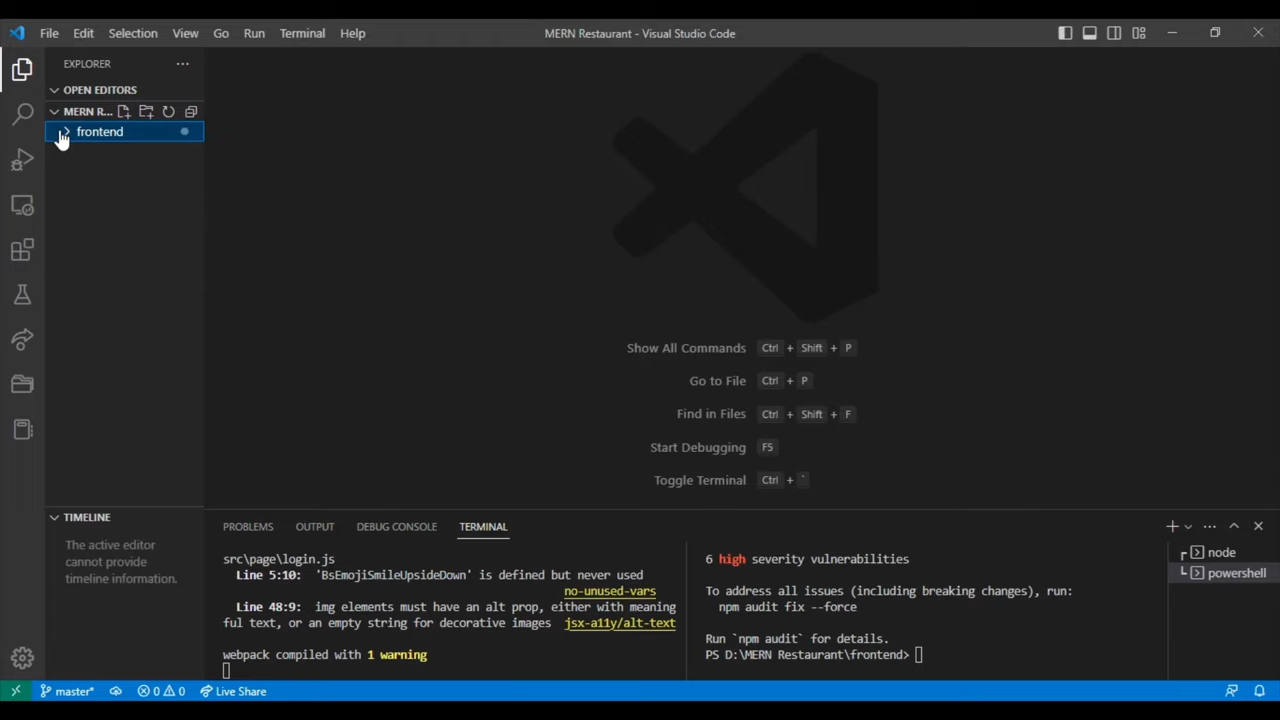 File Edit Selection View Go Run Terminal Help
MERN Restaurant - Visual Studio Code
EXPLORER
OPEN EDITORS
MERN R...
frontend
Show All Commands Ctrl + Shift + P
Go to File Ctrl + P
Find in Files Ctrl + Shift + F
Start Debugging F5
Toggle Terminal Ctrl + `
TIMELINE
The active editor
cannot provide
timeline information.
PROBLEMS OUTPUT DEBUG CONSOLE TERMINAL
src\page\login.js
Line 5:10: 'BsEmojiSmileUpsideDown' is defined but never used
no-unused-vars
Line 48:9: img elements must have an alt prop, either with meaning
ful text, or an empty string for decorative images jsx-a11y/alt-text
webpack compiled with 1 warning
6 high severity vulnerabilities
To address all issues (including breaking changes), run:
npm audit fix --force
Run `npm audit` for details.
PS D:\MERN Restaurant\frontend>
node
powershell
master* 0 0 Live Share